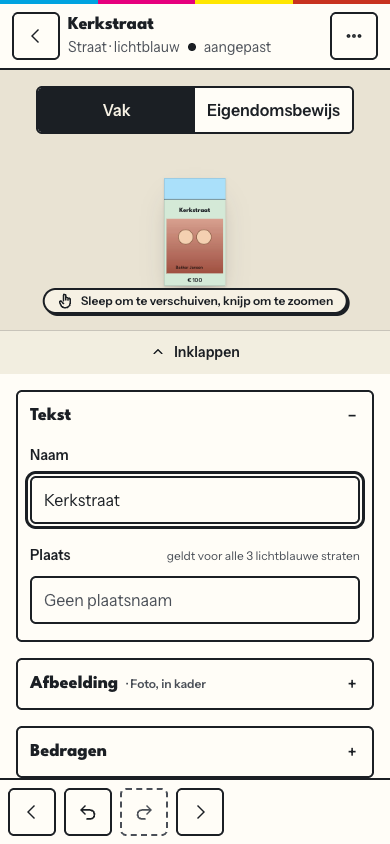 Kerkstraat
Straat · lichtblauw ● aangepast
Vak
Eigendomsbewijs
Kerkstraat
€ 100
Sleep om te verschuiven, knijp om te zoomen
Inklappen
Tekst
Naam
Kerkstraat
Plaats
geldt voor alle 3 lichtblauwe straten
Geen plaatsnaam
Afbeelding · Foto, in kader
Bedragen